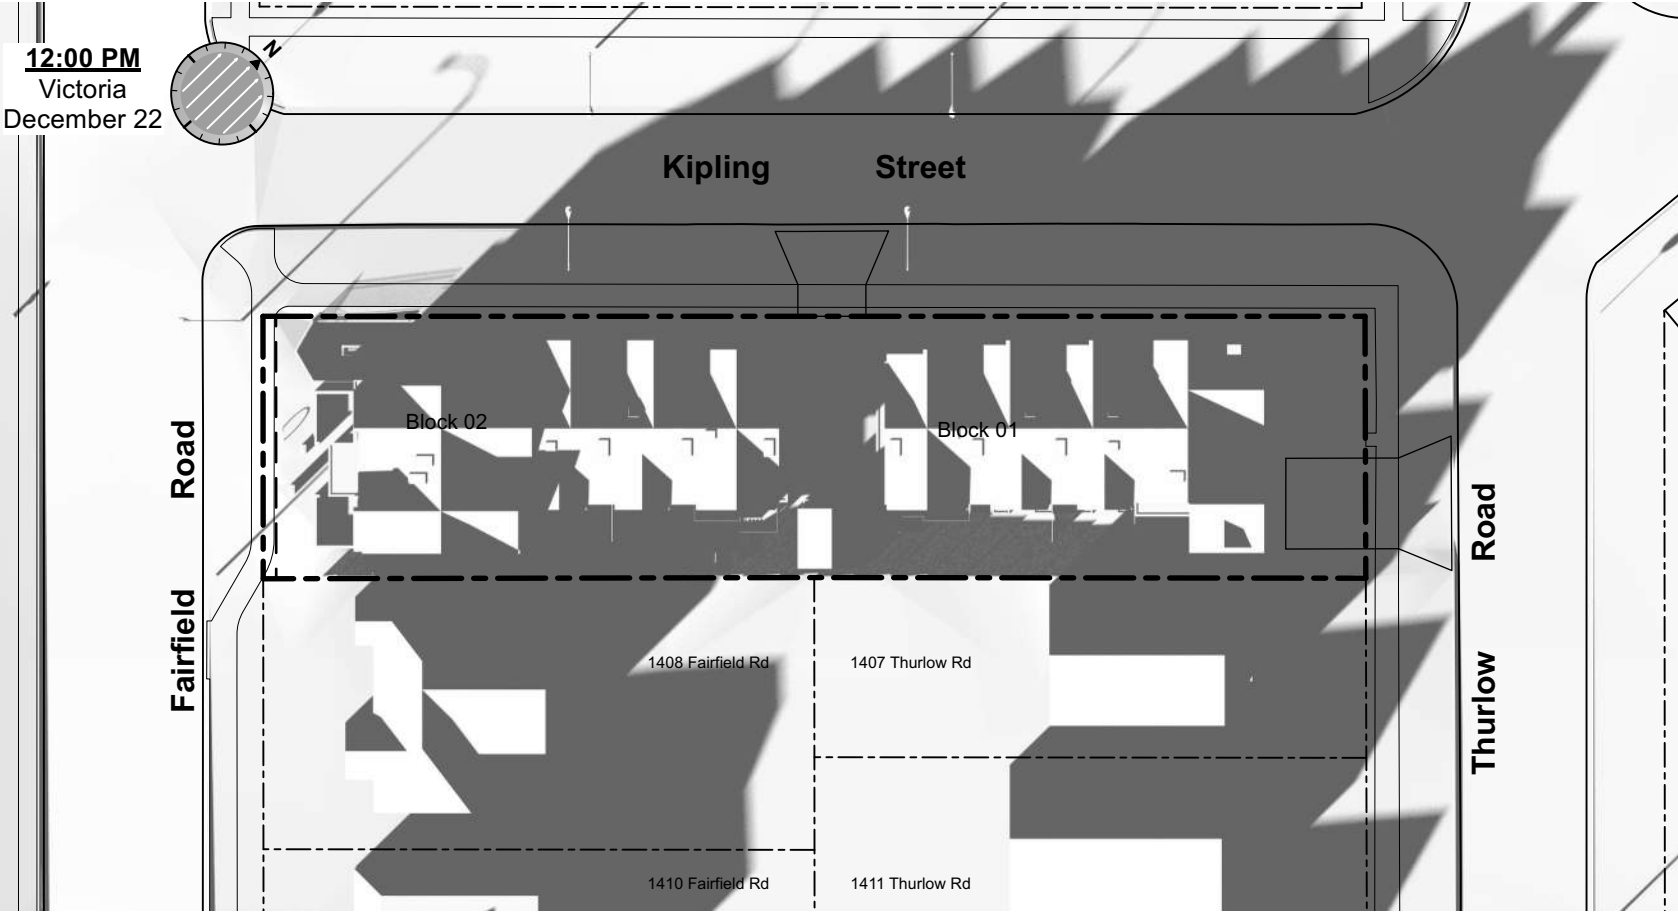 N
12:00 PM
Victoria
December 22
Kipling Street
Block 02
Block 01
Fairfield Road
Thurlow Road
1408 Fairfield Rd
1407 Thurlow Rd
1410 Fairfield Rd
1411 Thurlow Rd